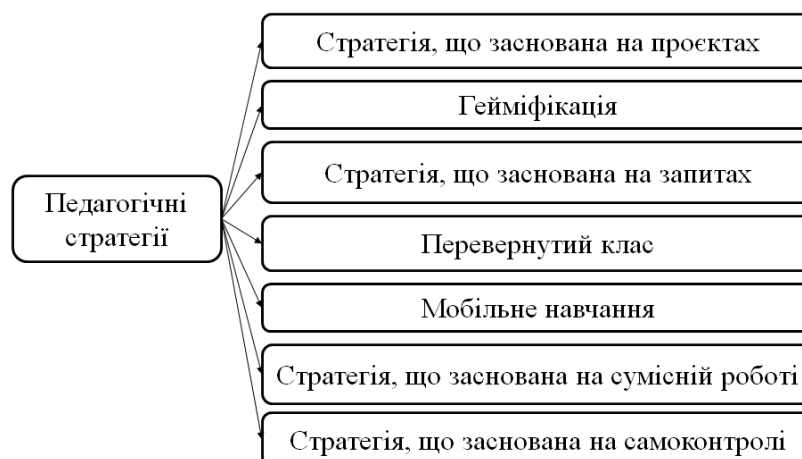 Стратегія, що заснована на проєктах
Гейміфікація
Стратегія, що заснована на запитах
Педагогічні
стратегії
Перевернутий клас
Мобільне навчання
Стратегія, що заснована на сумісній роботі
Стратегія, що заснована на самоконтролі